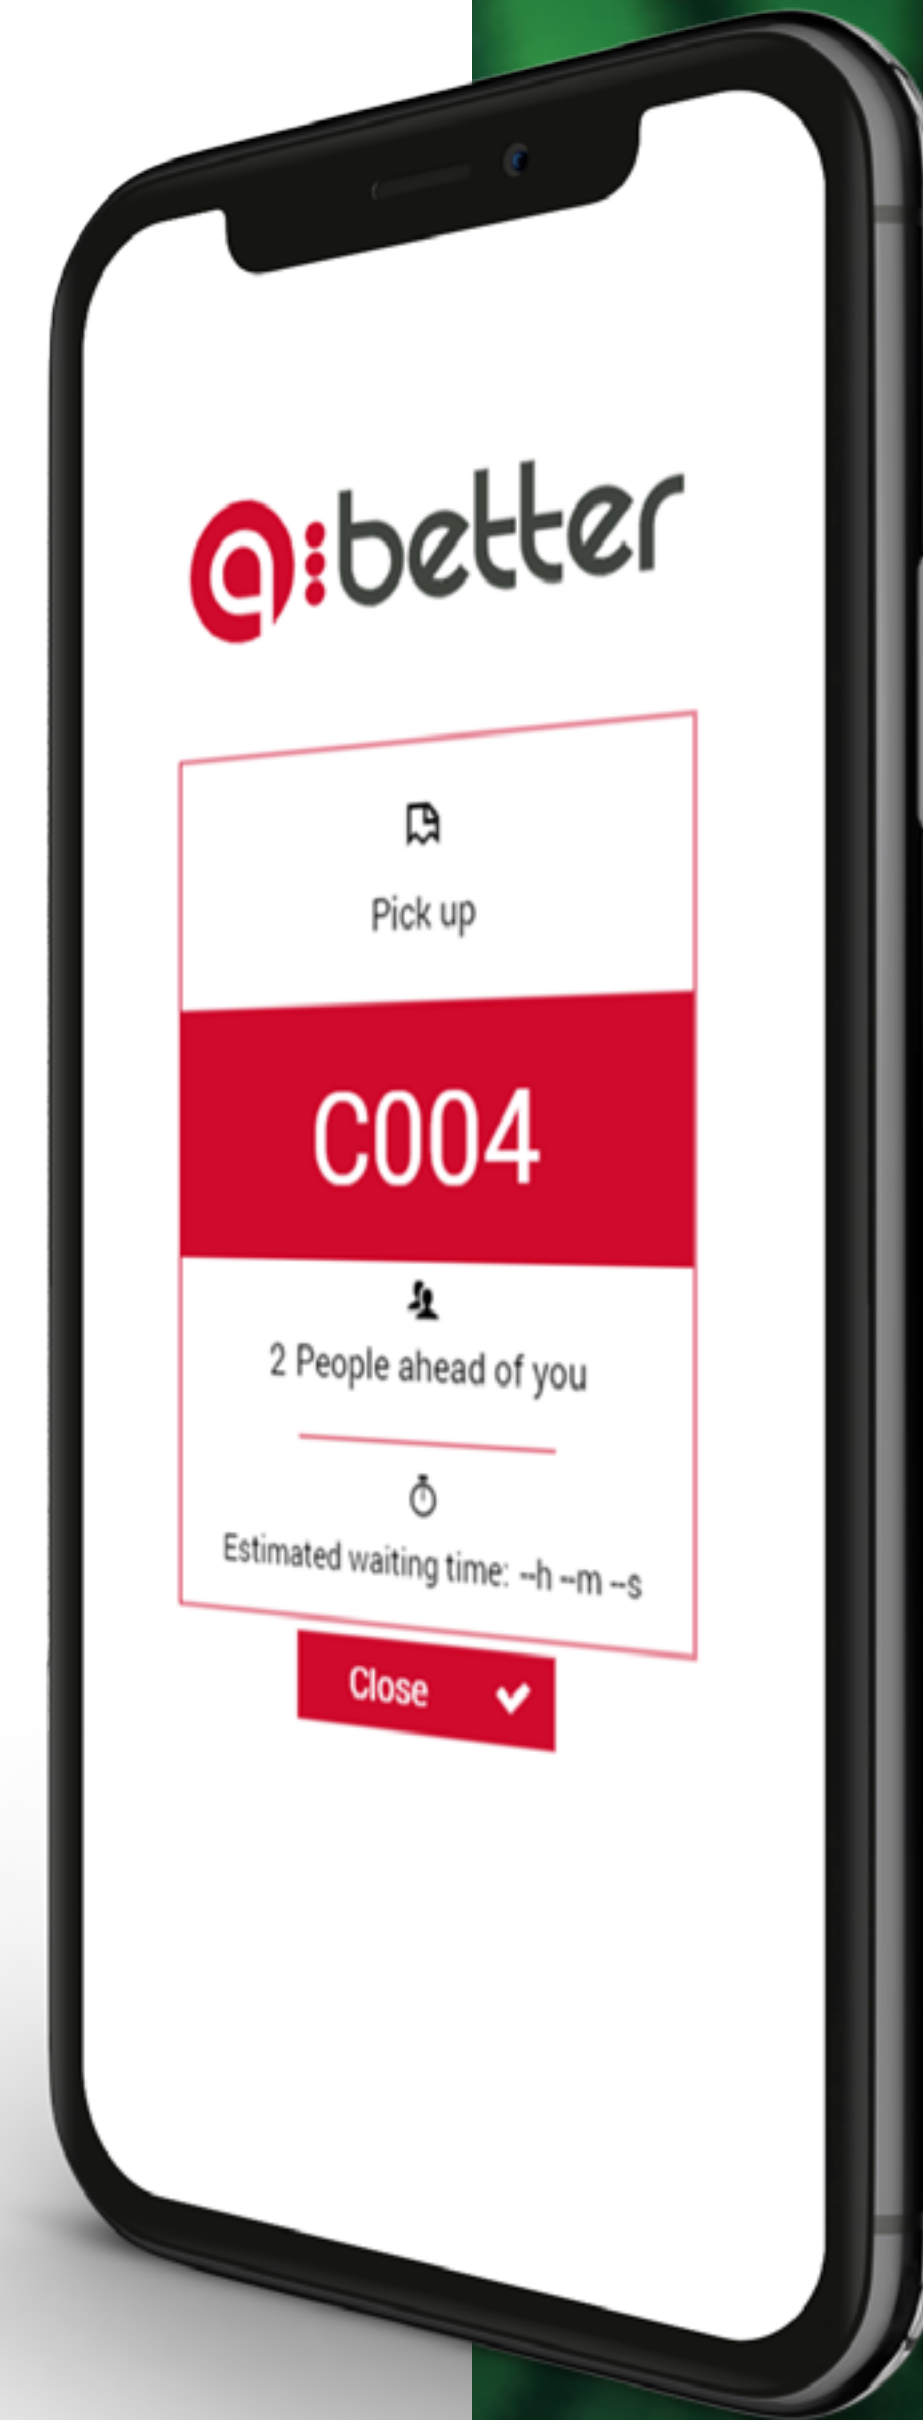 q:better
Pick up
C004
2 People ahead of you
Estimated waiting time: --h --m --s
Close